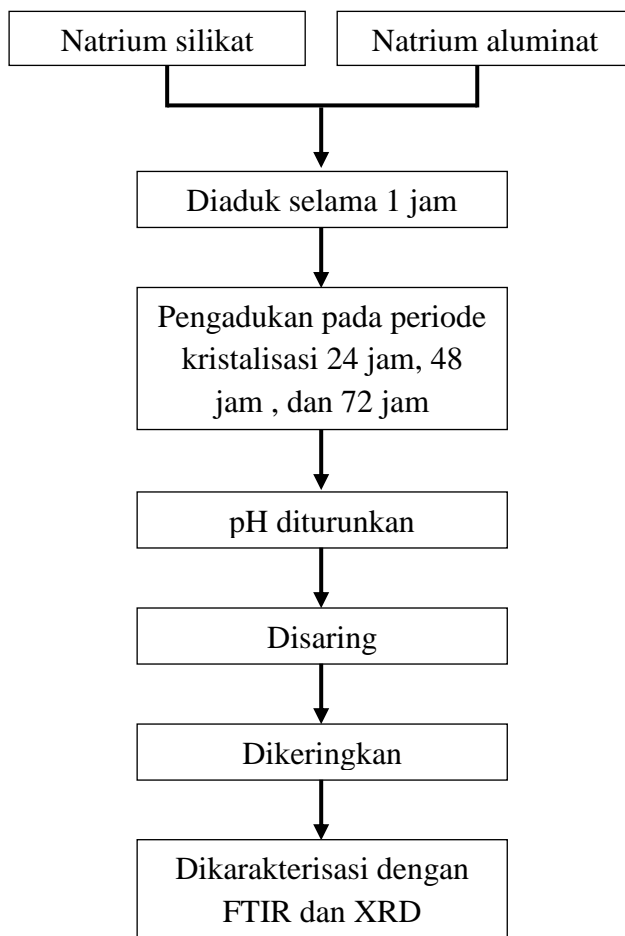 Natrium silikat
Natrium aluminat
Diaduk selama 1 jam
Pengadukan pada periode
kristalisasi 24 jam, 48
jam , dan 72 jam
pH diturunkan
Disaring
Dikeringkan
Dikarakterisasi dengan
FTIR dan XRD